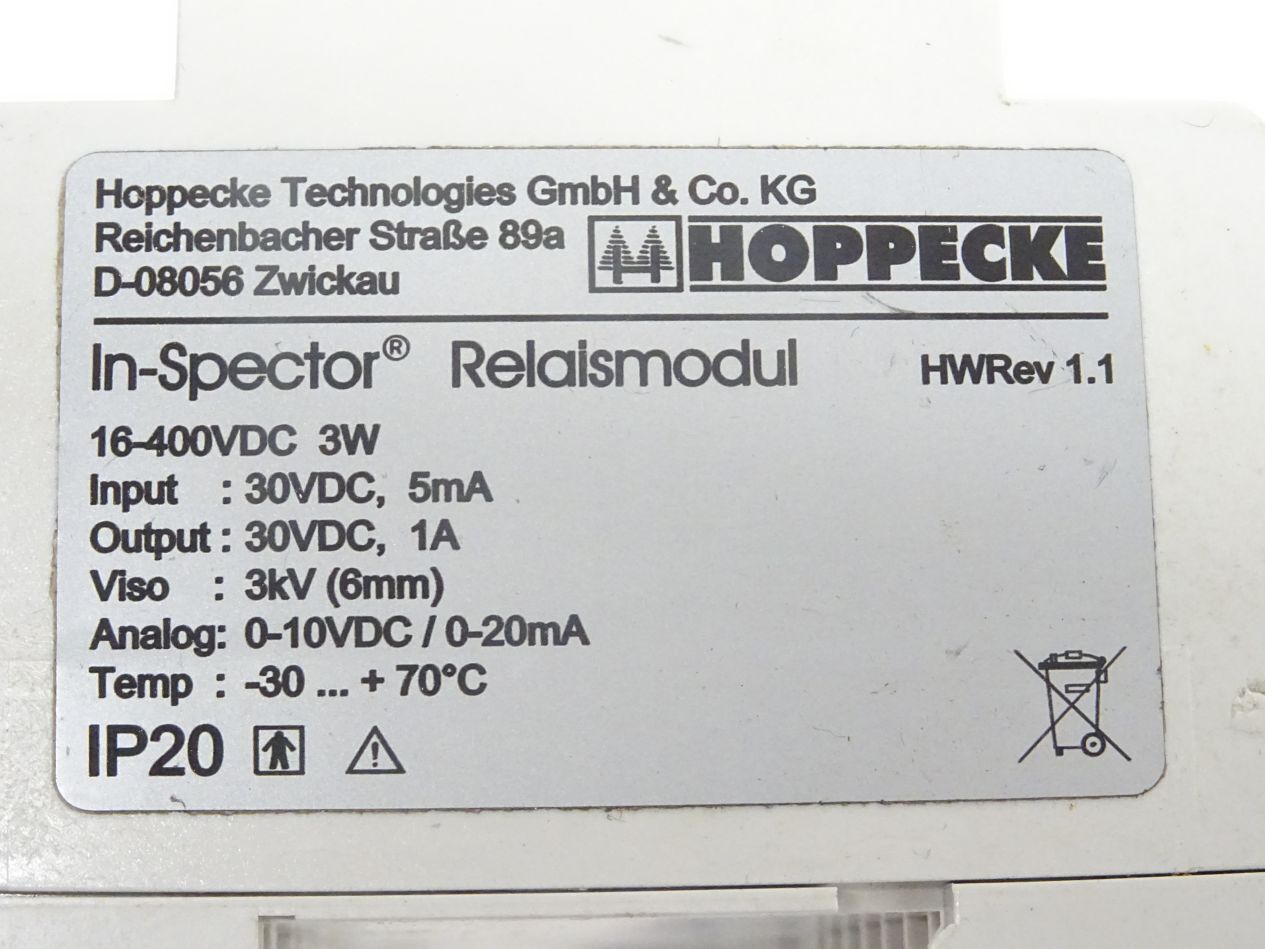 Hoppecke Technologies GmbH & Co. KG
Reichenbacher Straße 89a
D-08056 Zwickau
HOPPECKE
In-Spector® Relaismodul HWRev 1.1
16-400VDC 3W
Input : 30VDC, 5mA
Output : 30VDC, 1A
Viso : 3kV (6mm)
Analog: 0-10VDC / 0-20mA
Temp : -30 ... + 70°C
IP20